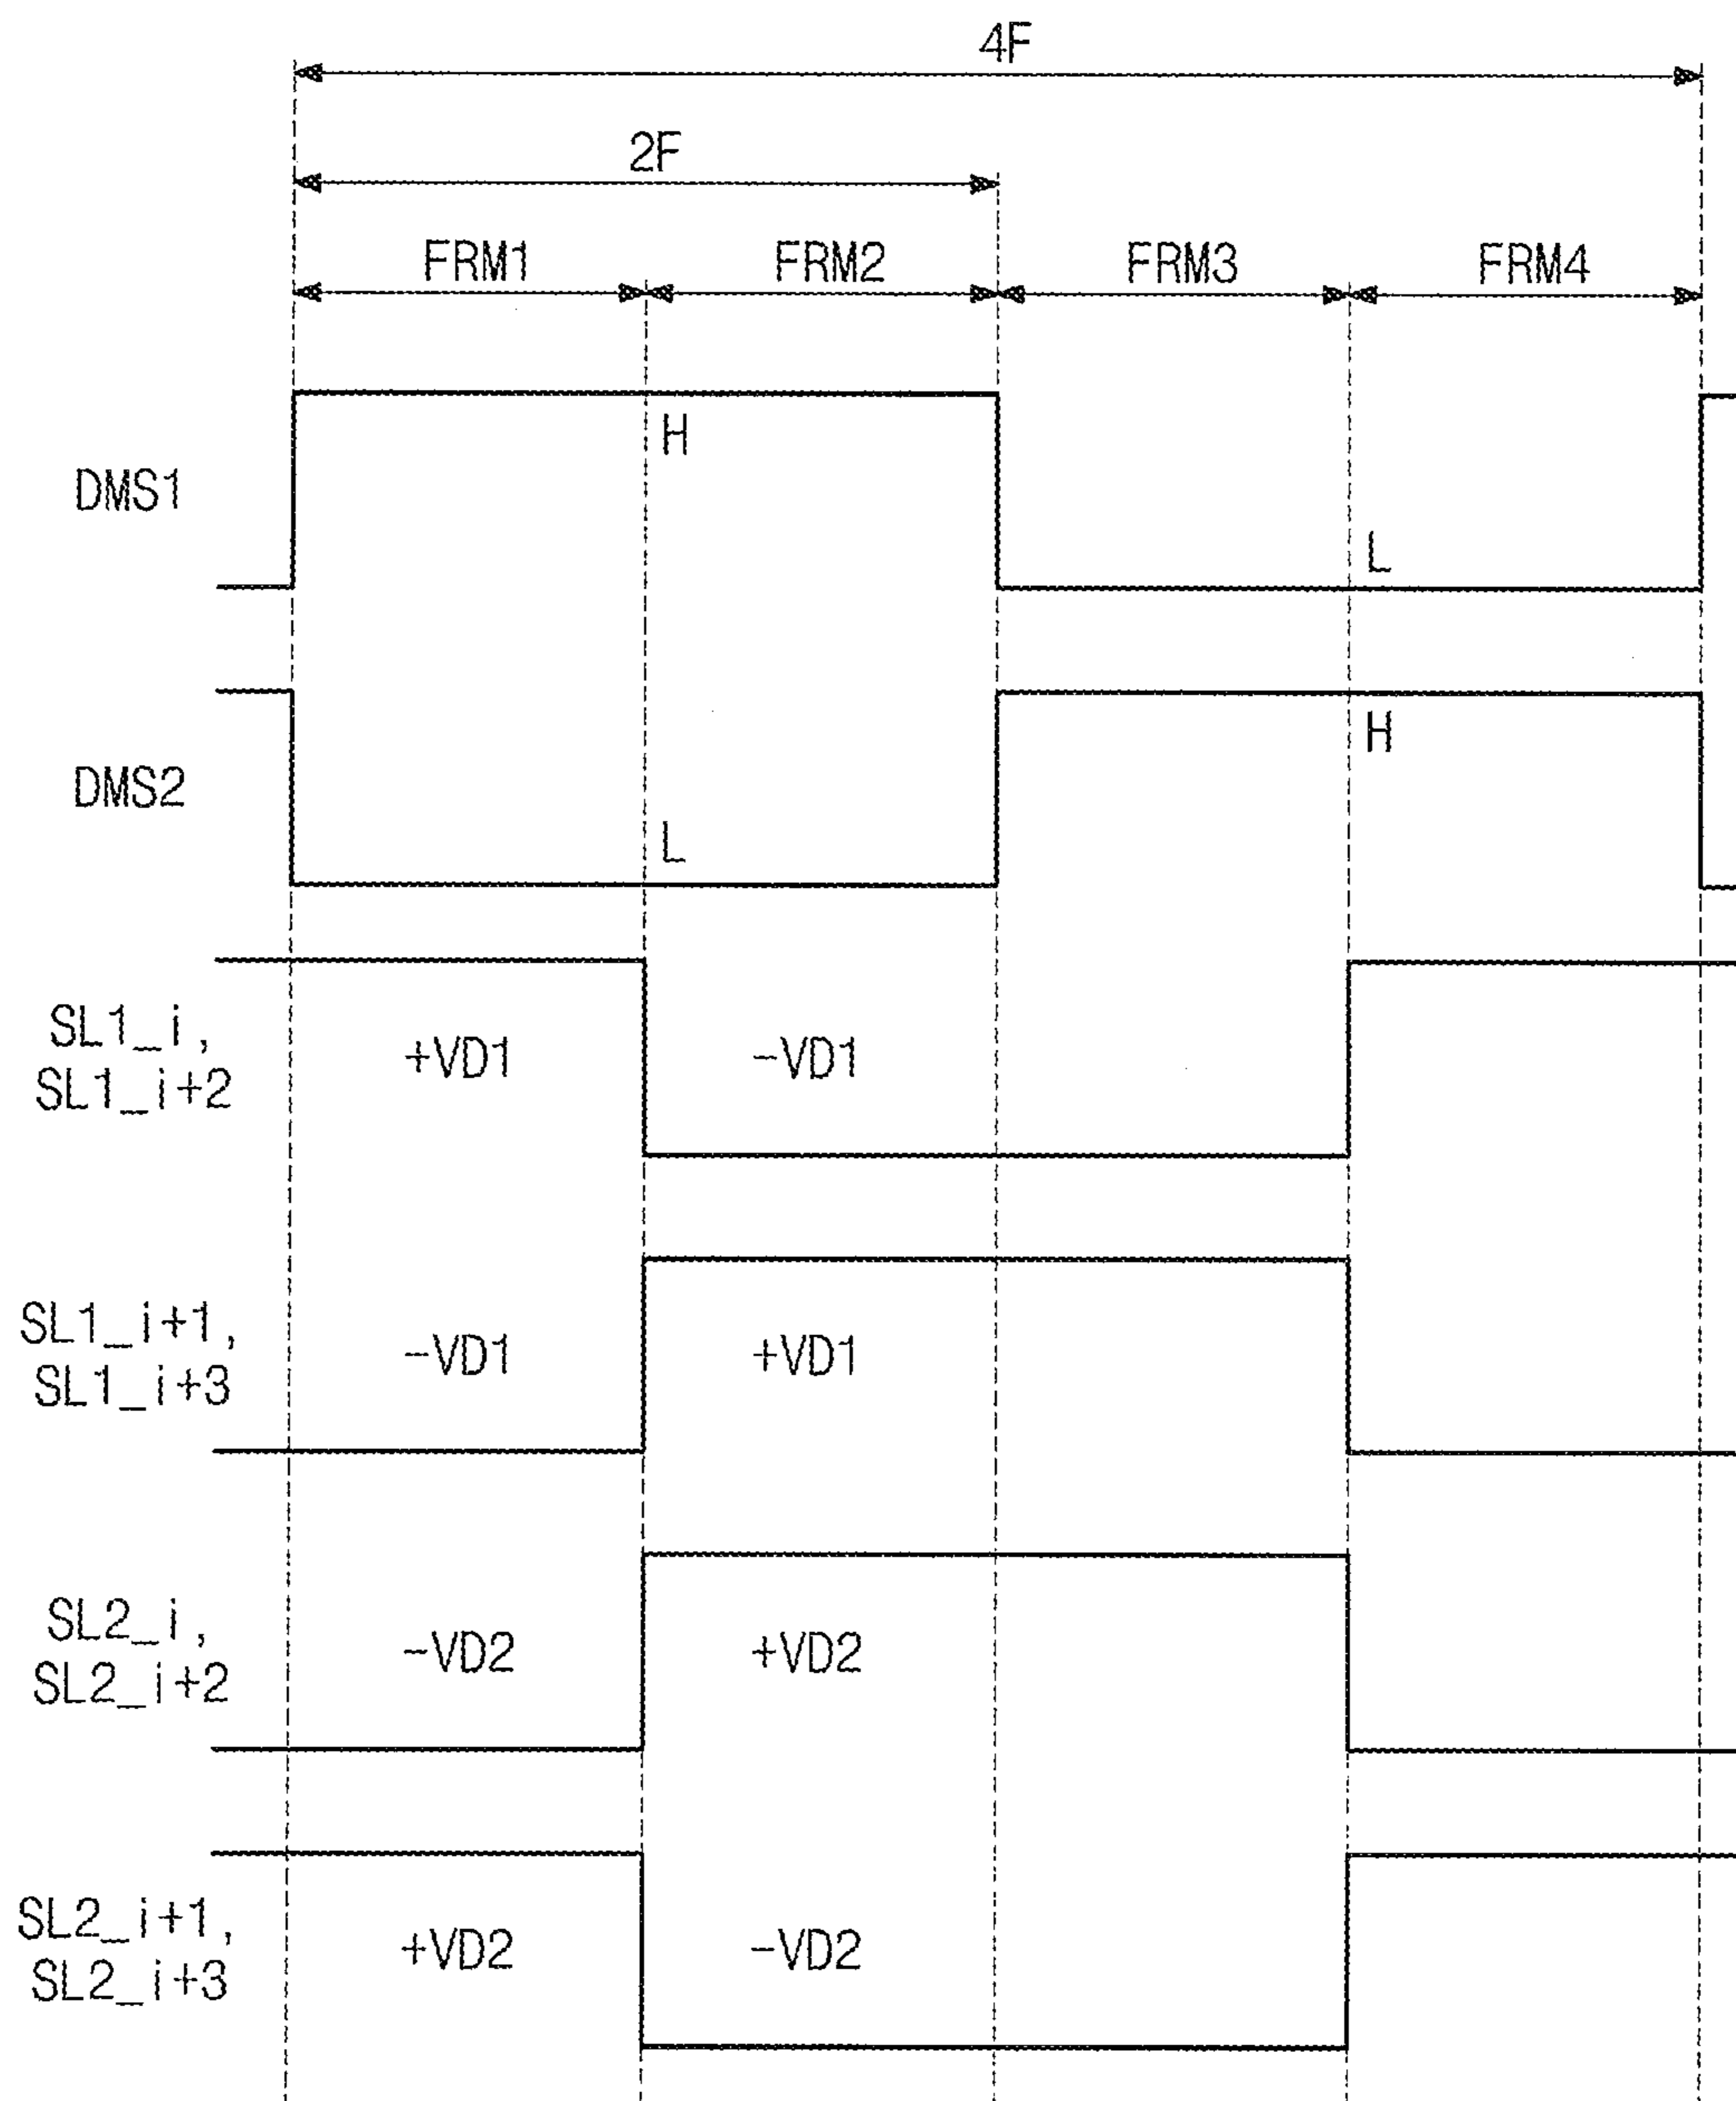 4F
2F
FRM1 FRM2 FRM3 FRM4
H
DMS1
L
H
DMS2
L
SL1_i,
SL1_i+2
+VD1 -VD1
SL1_i+1,
SL1_i+3
-VD1 +VD1
SL2_i,
SL2_i+2
-VD2 +VD2
SL2_i+1,
SL2_i+3
+VD2 -VD2